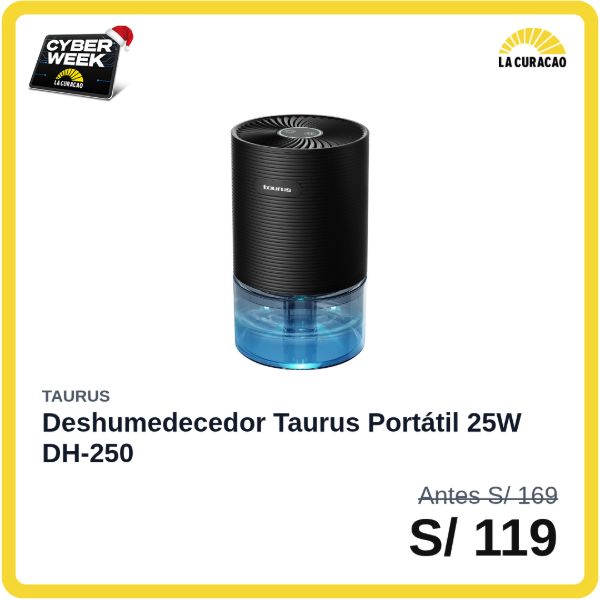 CYBER
WEEK
LA CURACAO
LA CURACAO
taurus
TAURUS
Deshumedecedor Taurus Portátil 25W
DH-250
Antes S/ 169
S/ 119